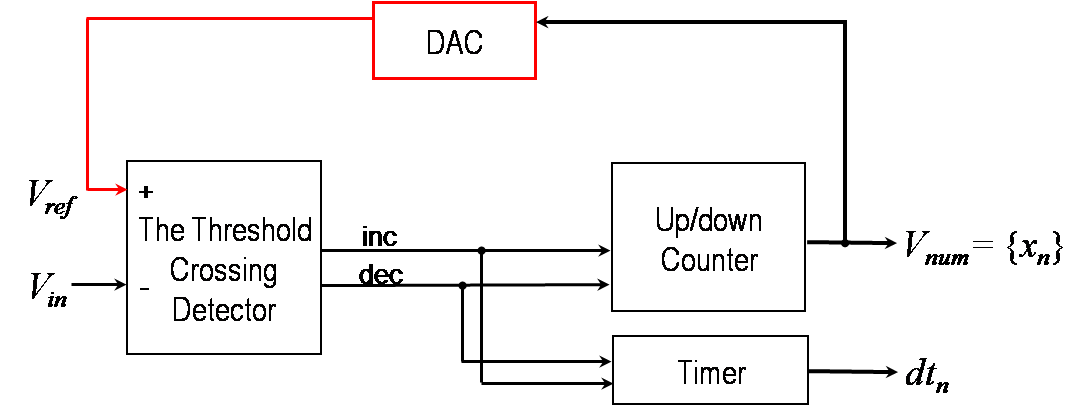 DAC
V_ref
+
The Threshold
Crossing
Detector
-
V_in
inc
dec
Up/down
Counter
V_num = {x_n}
Timer
dt_n